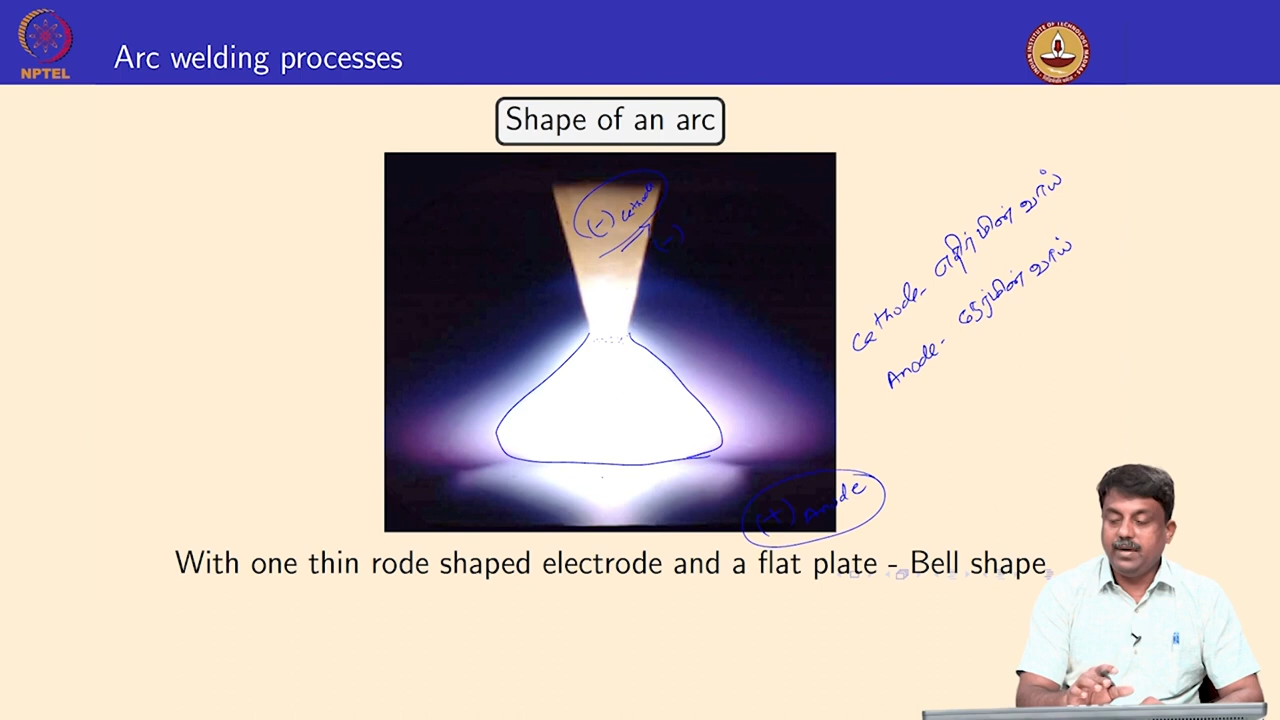 NPTEL
Arc welding processes
Shape of an arc
(-) Cathode
(-)
Cathode - எதிர்மின் வாய்
Anode - நேர்மின் வாய்
(+) Anode
With one thin rode shaped electrode and a flat plate - Bell shape